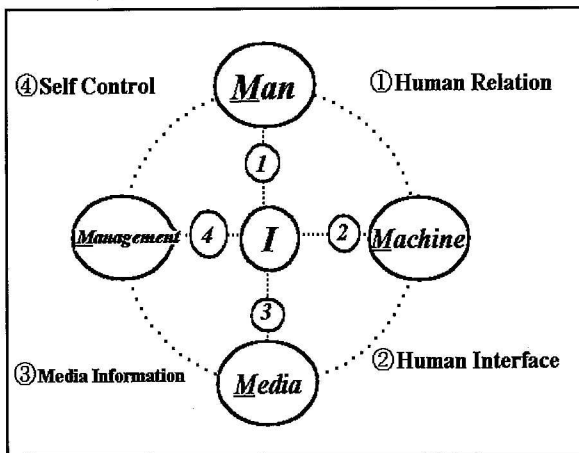 ④Self Control
Man
①Human Relation
1
Management
4
I
2
Machine
3
③Media Information
Media
②Human Interface